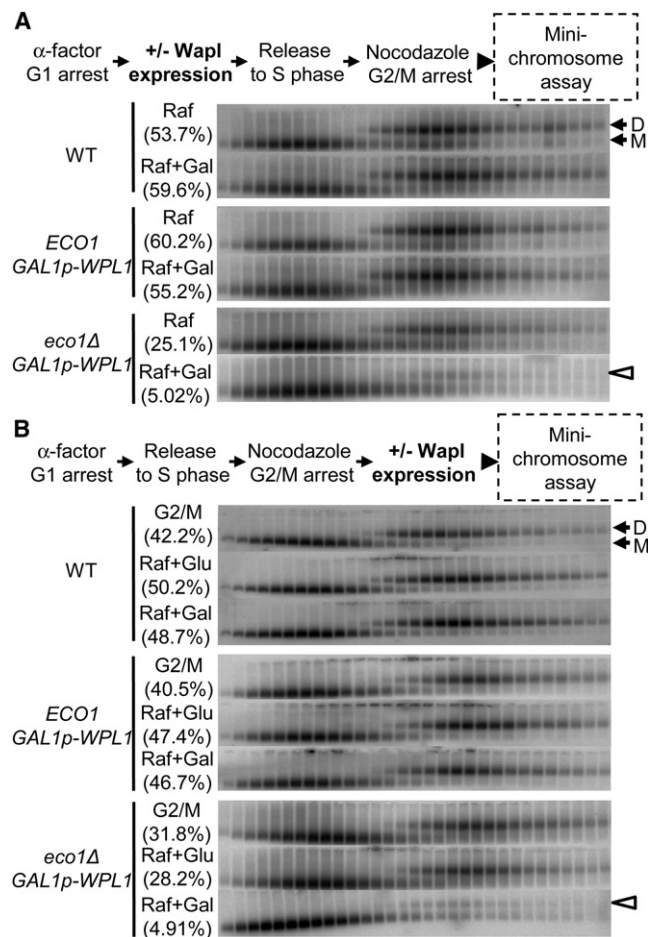 A
α-factor
G1 arrest
+/- Wapl
expression
Release
to S phase
Nocodazole
G2/M arrest
Mini-
chromosome
assay
WT
Raf
(53.7%)
Raf+Gal
(59.6%)
D
M
ECO1
GAL1p-WPL1
Raf
(60.2%)
Raf+Gal
(55.2%)
eco1Δ
GAL1p-WPL1
Raf
(25.1%)
Raf+Gal
(5.02%)
B
α-factor
G1 arrest
Release
to S phase
Nocodazole
G2/M arrest
+/- Wapl
expression
Mini-
chromosome
assay
WT
G2/M
(42.2%)
Raf+Glu
(50.2%)
Raf+Gal
(48.7%)
D
M
ECO1
GAL1p-WPL1
G2/M
(40.5%)
Raf+Glu
(47.4%)
Raf+Gal
(46.7%)
eco1Δ
GAL1p-WPL1
G2/M
(31.8%)
Raf+Glu
(28.2%)
Raf+Gal
(4.91%)